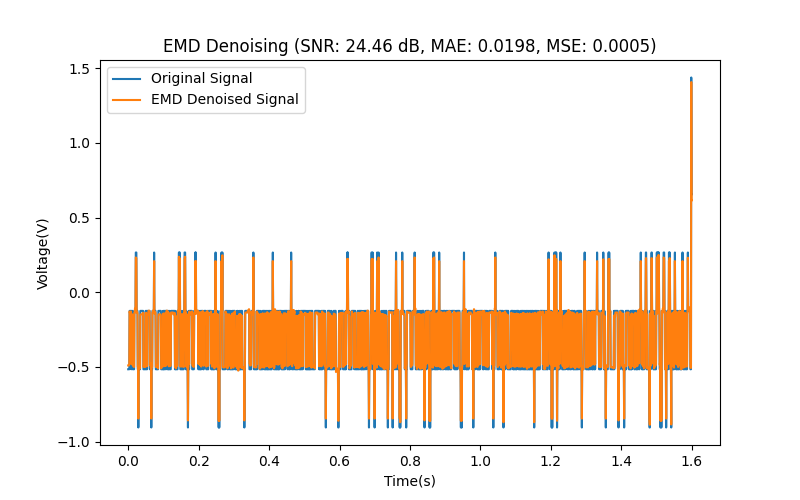 EMD Denoising (SNR: 24.46 dB, MAE: 0.0198, MSE: 0.0005)
Original Signal
EMD Denoised Signal
1.5
1.0
0.5
0.0
−0.5
−1.0
Voltage(V)
0.0 0.2 0.4 0.6 0.8 1.0 1.2 1.4 1.6
Time(s)